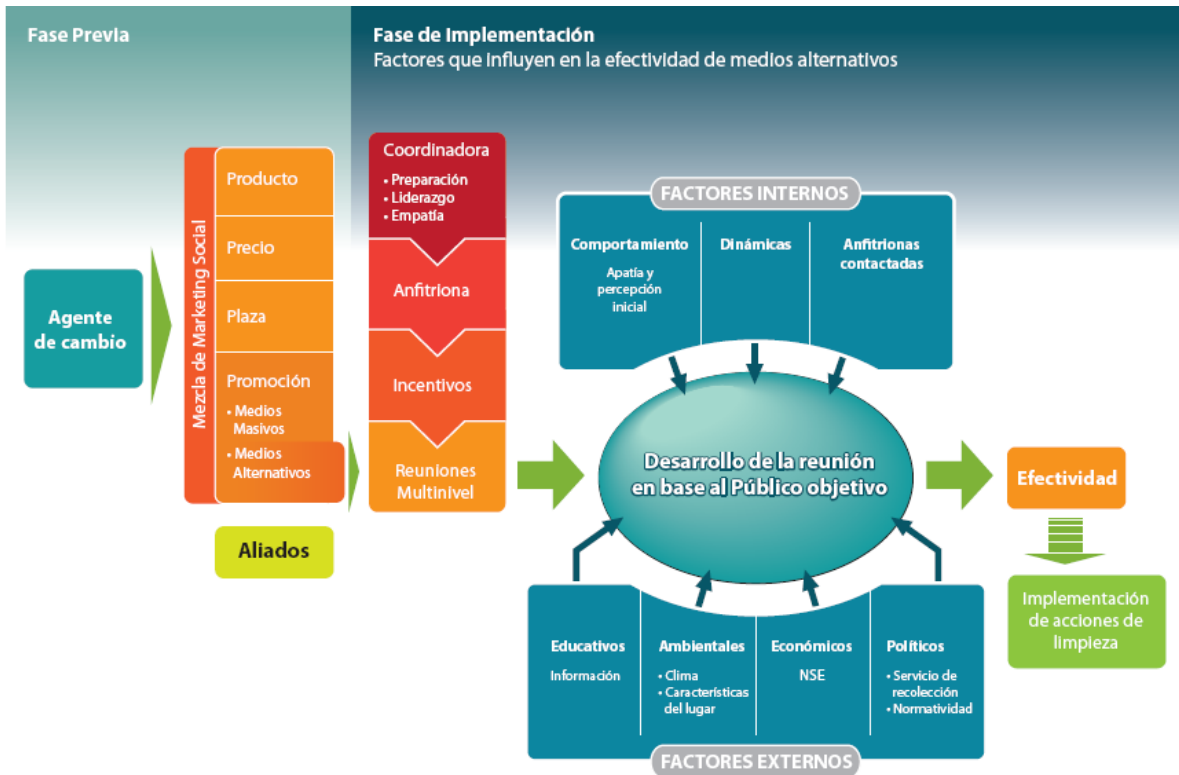 Fase Previa
Fase de Implementación
Factores que influyen en la efectividad de medios alternativos
Agente
de cambio
Mezcla de Marketing Social
Producto
Precio
Plaza
Promoción
• Medios
Masivos
• Medios
Alternativos
Aliados
Coordinadora
• Preparación
• Liderazgo
• Empatía
Anfitriona
Incentivos
Reuniones
Multinivel
FACTORES INTERNOS
Comportamiento
Apatía y
percepción
inicial
Dinámicas
Anfitrionas
contactadas
Desarrollo de la reunión
en base al Público objetivo
Educativos
Información
Ambientales
• Clima
• Características
del lugar
Económicos
NSE
Políticos
• Servicio de
recolección
• Normatividad
FACTORES EXTERNOS
Efectividad
Implementación
de acciones de
limpieza